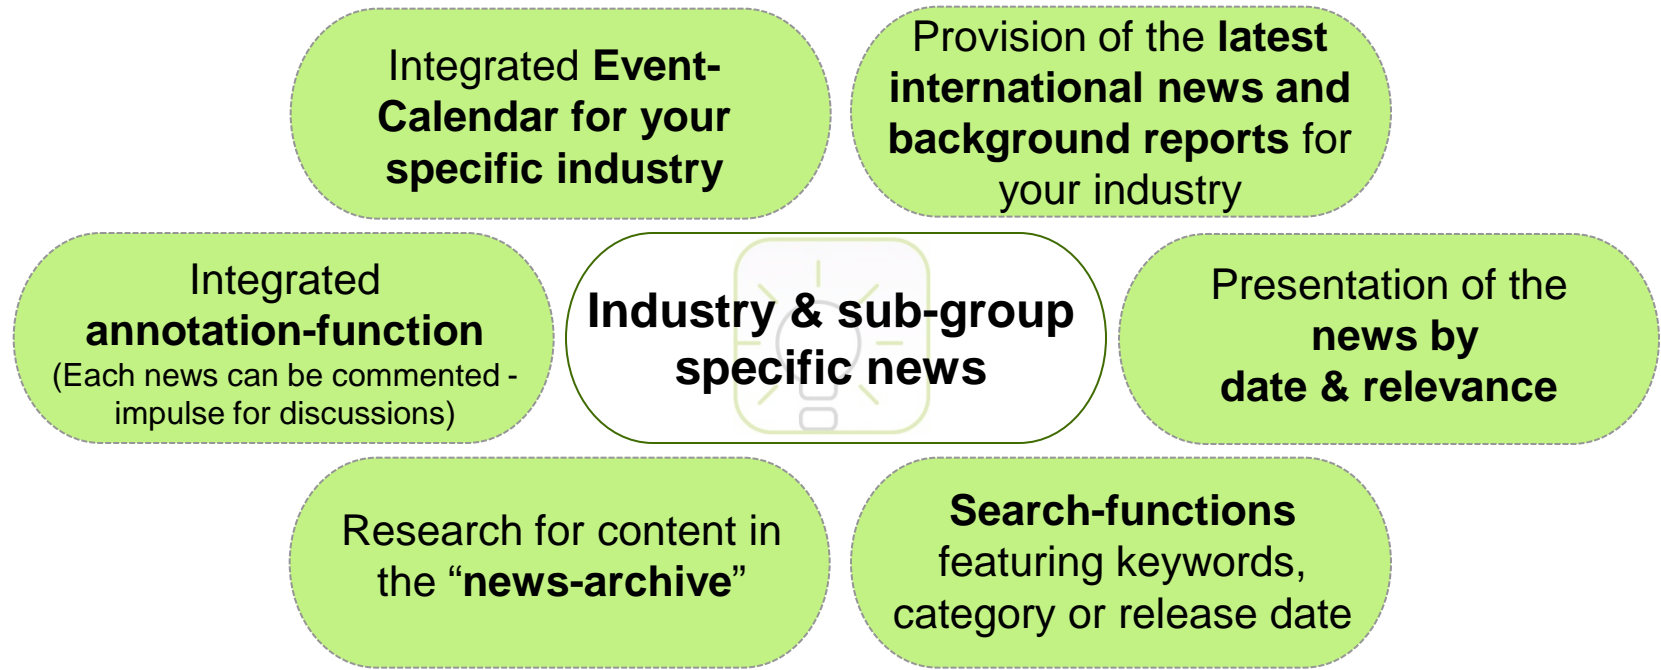 Integrated Event-
Calendar for your
specific industry
Provision of the latest
international news and
background reports for
your industry
Integrated
annotation-function
(Each news can be commented -
impulse for discussions)
Industry & sub-group
specific news
Presentation of the
news by
date & relevance
Research for content in
the “news-archive”
Search-functions
featuring keywords,
category or release date